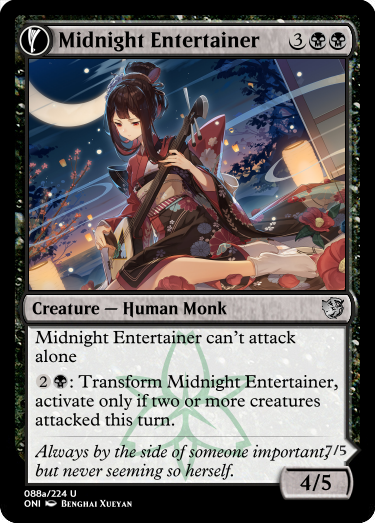 Midnight Entertainer 3
Creature — Human Monk
Midnight Entertainer can't attack
alone
2 : Transform Midnight Entertainer,
activate only if two or more creatures
attacked this turn.
Always by the side of someone important,
but never seeming so herself.
7/5
4/5
088a/224 U
ONI Benghai Xueyan